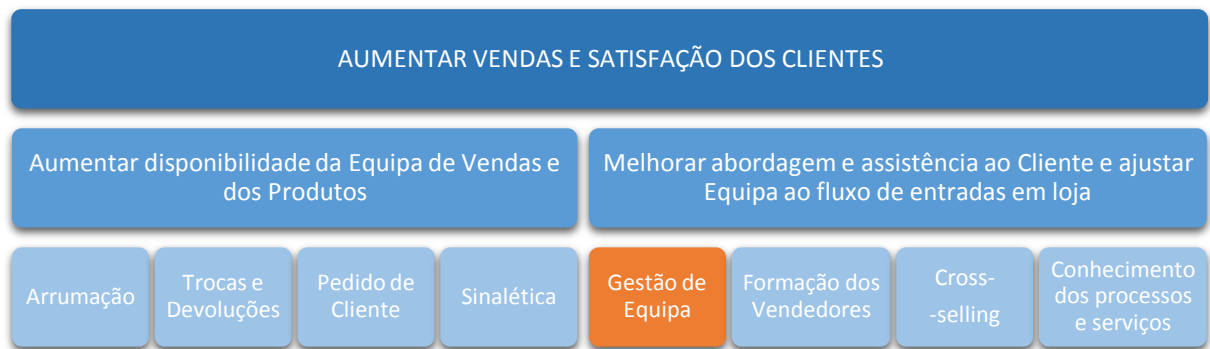 AUMENTAR VENDAS E SATISFAÇÃO DOS CLIENTES
Aumentar disponibilidade da Equipa de Vendas e
dos Produtos
Melhorar abordagem e assistência ao Cliente e ajustar
Equipa ao fluxo de entradas em loja
Arrumação
Trocas e
Devoluções
Pedido de
Cliente
Sinalética
Gestão de
Equipa
Formação dos
Vendedores
Cross-
-selling
Conhecimento
dos processos
e serviços